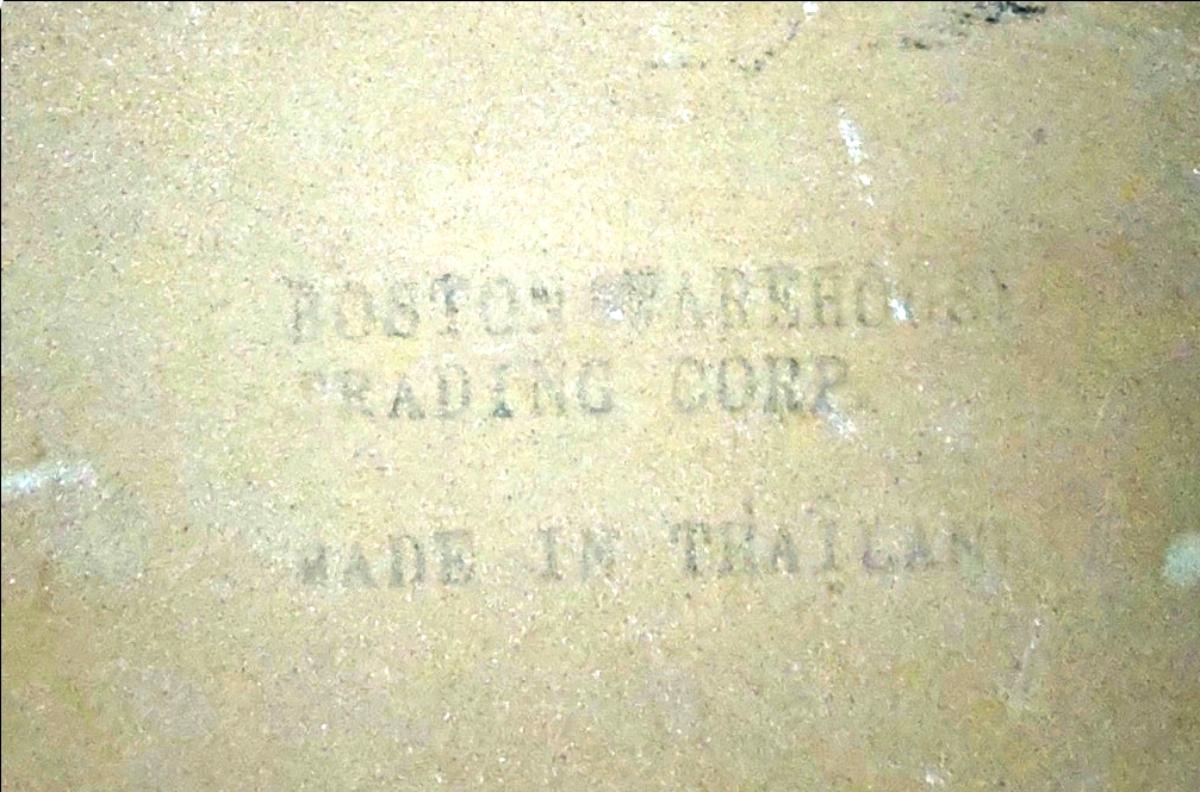 BOSTON WAREHOUSE
TRADING CORP.
MADE IN THAILAND